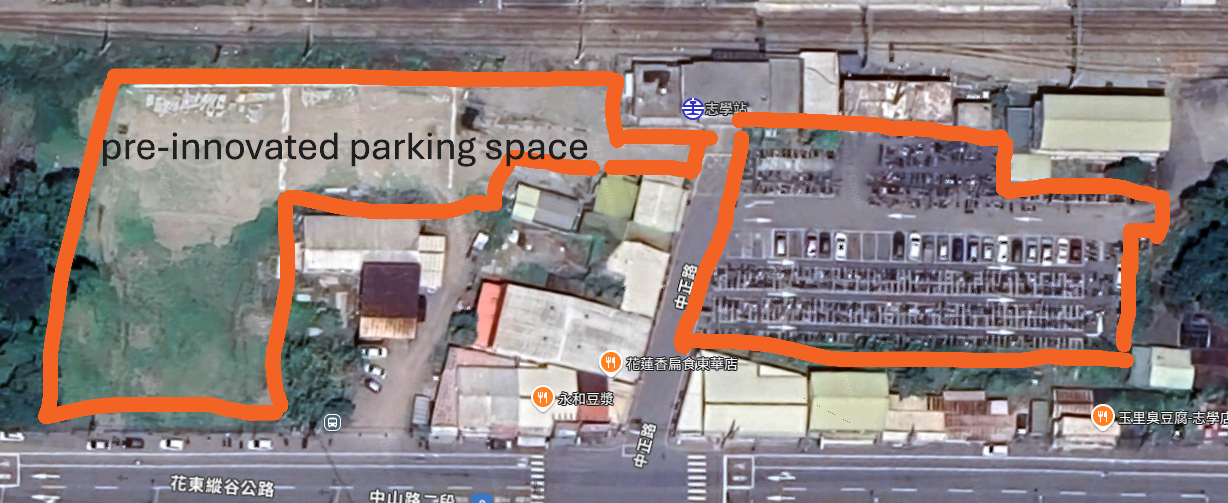 志學站
pre-innovated parking space
中正路
花蓮香扁食東華店
永和豆漿
玉里臭豆腐-志學店
中正路
花東縱谷公路
中山路二段